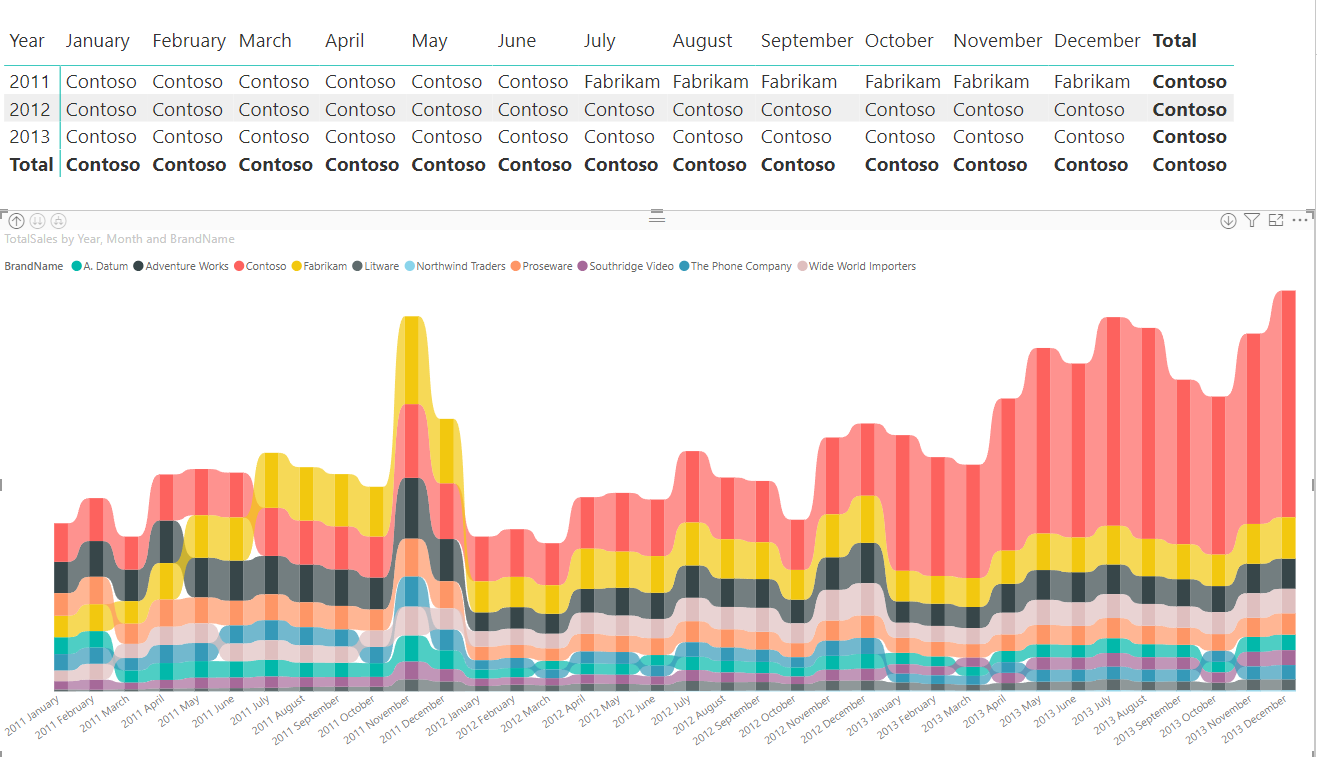 Year January February March April May June July August September October November December Total
2011 Contoso Contoso Contoso Contoso Contoso Contoso Fabrikam Fabrikam Fabrikam Fabrikam Fabrikam Fabrikam Contoso
2012 Contoso Contoso Contoso Contoso Contoso Contoso Contoso Contoso Contoso Contoso Contoso Contoso Contoso
2013 Contoso Contoso Contoso Contoso Contoso Contoso Contoso Contoso Contoso Contoso Contoso Contoso Contoso
Total Contoso Contoso Contoso Contoso Contoso Contoso Contoso Contoso Contoso Contoso Contoso Contoso Contoso
TotalSales by Year, Month and BrandName
BrandName A. Datum Adventure Works Contoso Fabrikam Litware Northwind Traders Proseware Southridge Video The Phone Company Wide World Importers
2011 January
2011 February
2011 March
2011 April
2011 May
2011 June
2011 July
2011 August
2011 September
2011 October
2011 November
2011 December
2012 January
2012 February
2012 March
2012 April
2012 May
2012 June
2012 July
2012 August
2012 September
2012 October
2012 November
2012 December
2013 January
2013 February
2013 March
2013 April
2013 May
2013 June
2013 July
2013 August
2013 September
2013 October
2013 November
2013 December